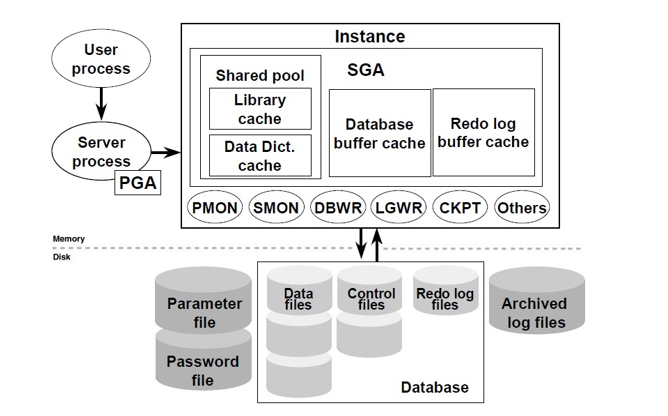 Instance
User
process
Server
process
PGA
SGA
Shared pool
Library
cache
Data Dict.
cache
Database
buffer cache
Redo log
buffer cache
PMON
SMON
DBWR
LGWR
CKPT
Others
Memory
Disk
Parameter
file
Password
file
Data
files
Control
files
Redo log
files
Database
Archived
log files